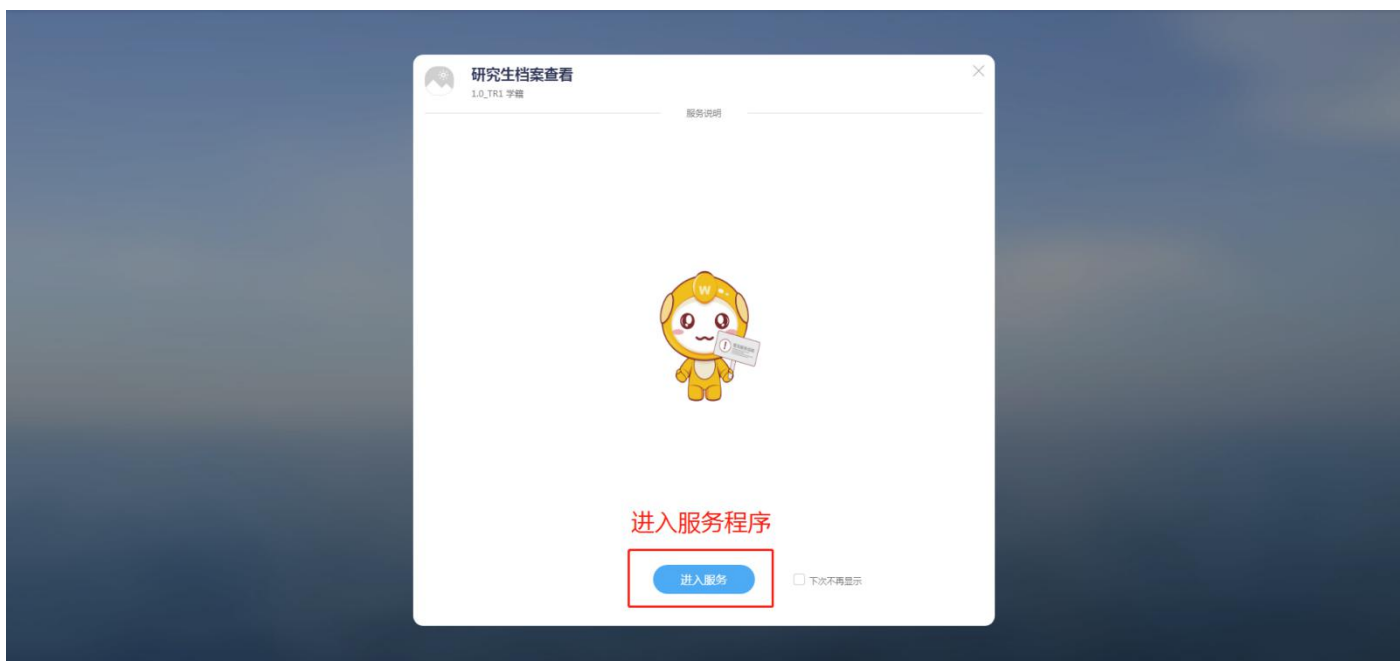 研究生档案查看
1.0_TR1 学籍
服务说明
W
进入服务程序
进入服务
下次不再显示